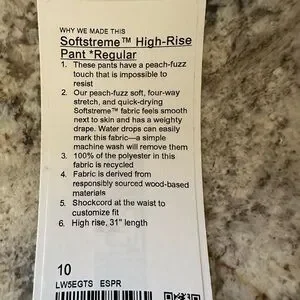 WHY WE MADE THIS
Softstreme™ High-Rise
Pant *Regular
1. These pants have a peach-fuzz
touch that is impossible to
resist
2. Our peach-fuzz soft, four-way
stretch, and quick-drying
Softstreme™ fabric feels smooth
next to skin and has a weighty
drape. Water drops can easily
mark this fabric—a simple
machine wash will remove them
3. 100% of the polyester in this
fabric is recycled
4. Fabric is derived from
responsibly sourced wood-based
materials
5. Shockcord at the waist to
customize fit
6. High rise, 31" length
10
LW5EGTS ESPR